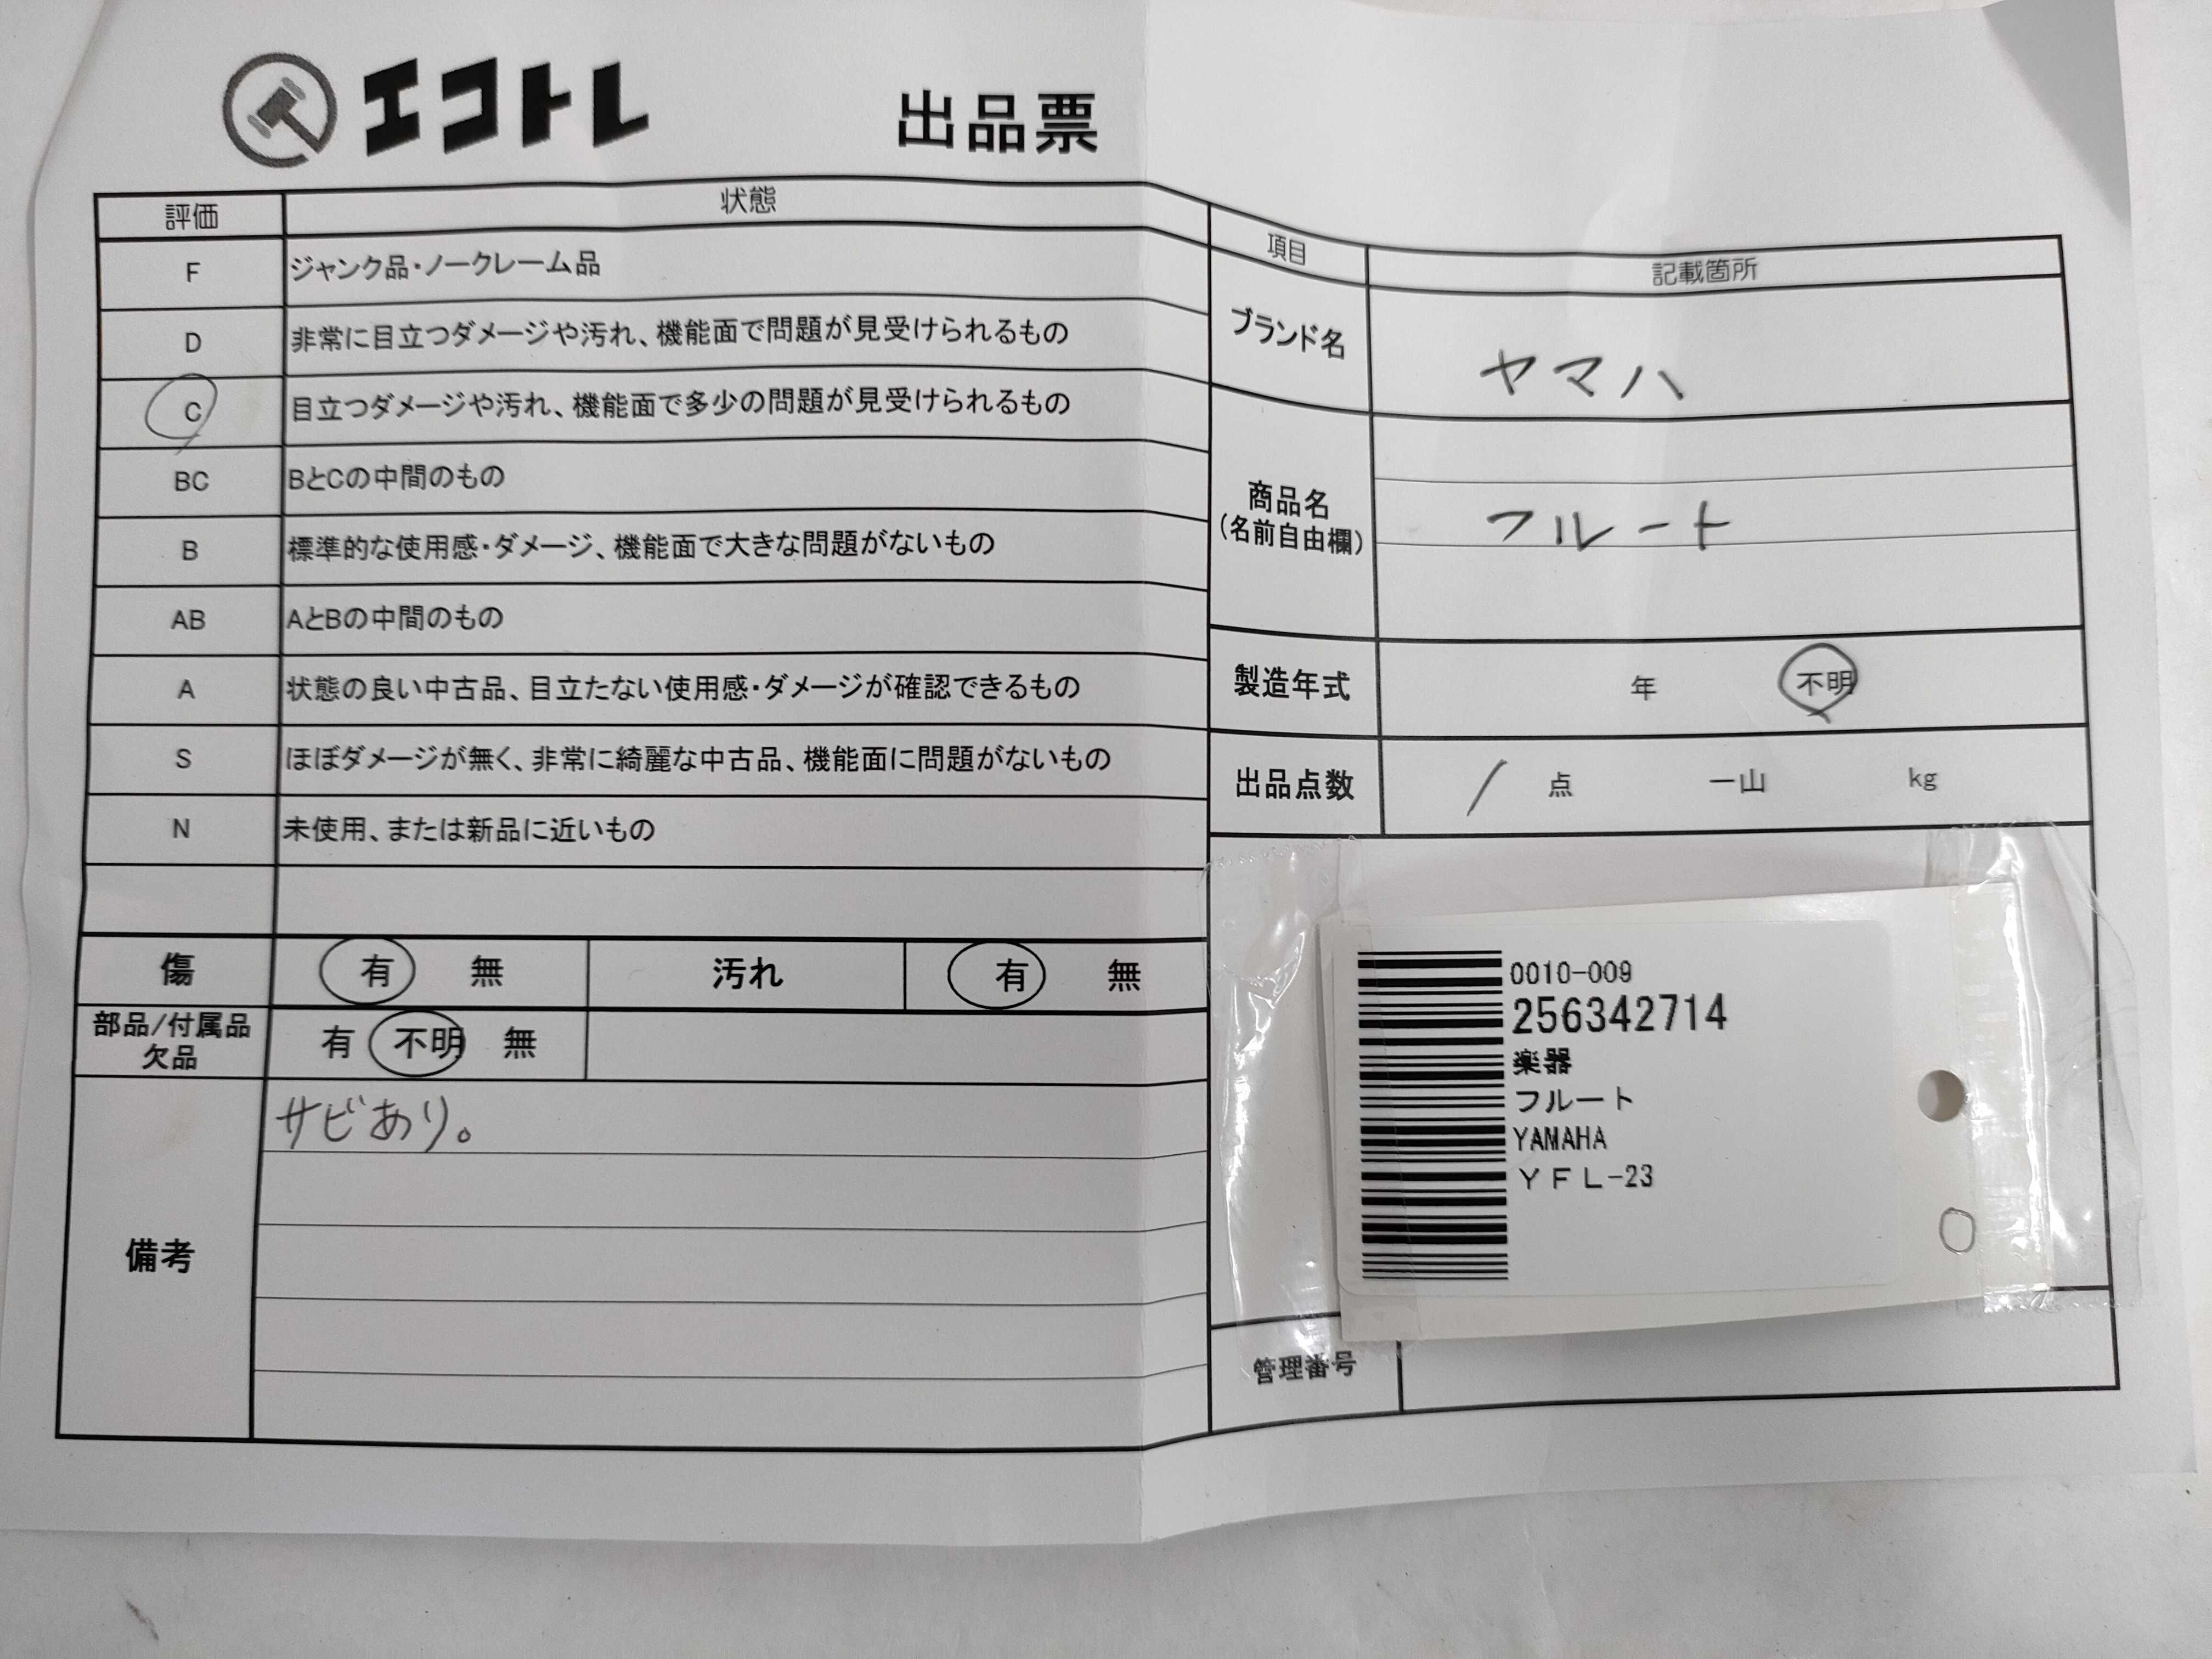 エコトレ
出品票
評価 状態
F ジャンク品・ノークレーム品
D 非常に目立つダメージや汚れ、機能面で問題が見受けられるもの
C 目立つダメージや汚れ、機能面で多少の問題が見受けられるもの
BC BとCの中間のもの
B 標準的な使用感・ダメージ、機能面で大きな問題がないもの
AB AとBの中間のもの
A 状態の良い中古品、目立たない使用感・ダメージが確認できるもの
S ほぼダメージが無く、非常に綺麗な中古品、機能面に問題がないもの
N 未使用、または新品に近いもの
傷 有 無 汚れ 有 無
部品/付属品
欠品
有 不明 無
備考
サビあり。
項目 記載箇所
ブランド名 ヤマハ
商品名
(名前自由欄)
フルート
製造年式 年 不明
出品点数 1 点 一山 kg
0010-009
256342714
楽器
フルート
YAMAHA
ＹＦＬ-23
管理番号